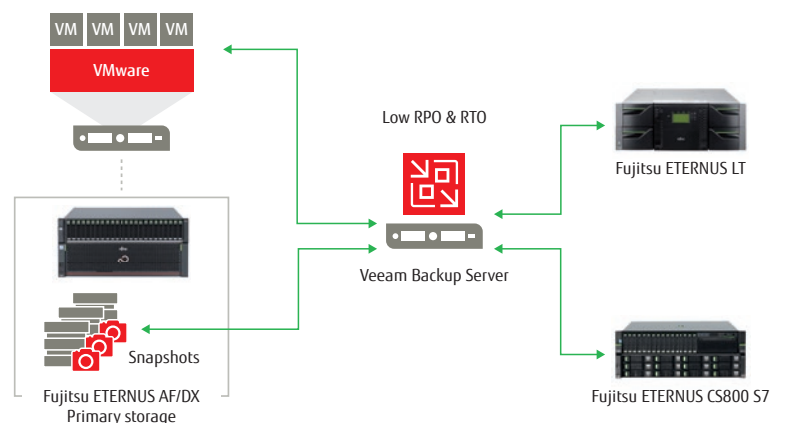 VM VM VM VM
VMware
Low RPO & RTO
Fujitsu ETERNUS LT
Veeam Backup Server
Snapshots
Fujitsu ETERNUS AF/DX
Primary storage
Fujitsu ETERNUS CS800 S7